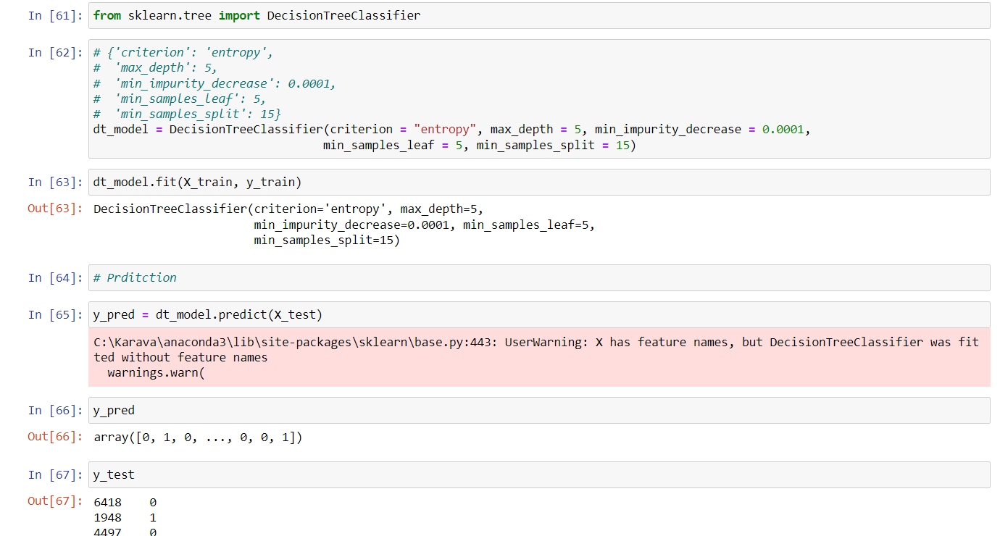 In [61]: from sklearn.tree import DecisionTreeClassifier
In [62]: # {'criterion': 'entropy',
#  'max_depth': 5,
#  'min_impurity_decrease': 0.0001,
#  'min_samples_leaf': 5,
#  'min_samples_split': 15}
dt_model = DecisionTreeClassifier(criterion = "entropy", max_depth = 5, min_impurity_decrease = 0.0001,
min_samples_leaf = 5, min_samples_split = 15)
In [63]: dt_model.fit(X_train, y_train)
Out[63]: DecisionTreeClassifier(criterion='entropy', max_depth=5,
min_impurity_decrease=0.0001, min_samples_leaf=5,
min_samples_split=15)
In [64]: # Prditction
In [65]: y_pred = dt_model.predict(X_test)
C:\Karava\anaconda3\lib\site-packages\sklearn\base.py:443: UserWarning: X has feature names, but DecisionTreeClassifier was fit
ted without feature names
warnings.warn(
In [66]: y_pred
Out[66]: array([0, 1, 0, ..., 0, 0, 1])
In [67]: y_test
Out[67]: 6418    0
1948    1
4497    0